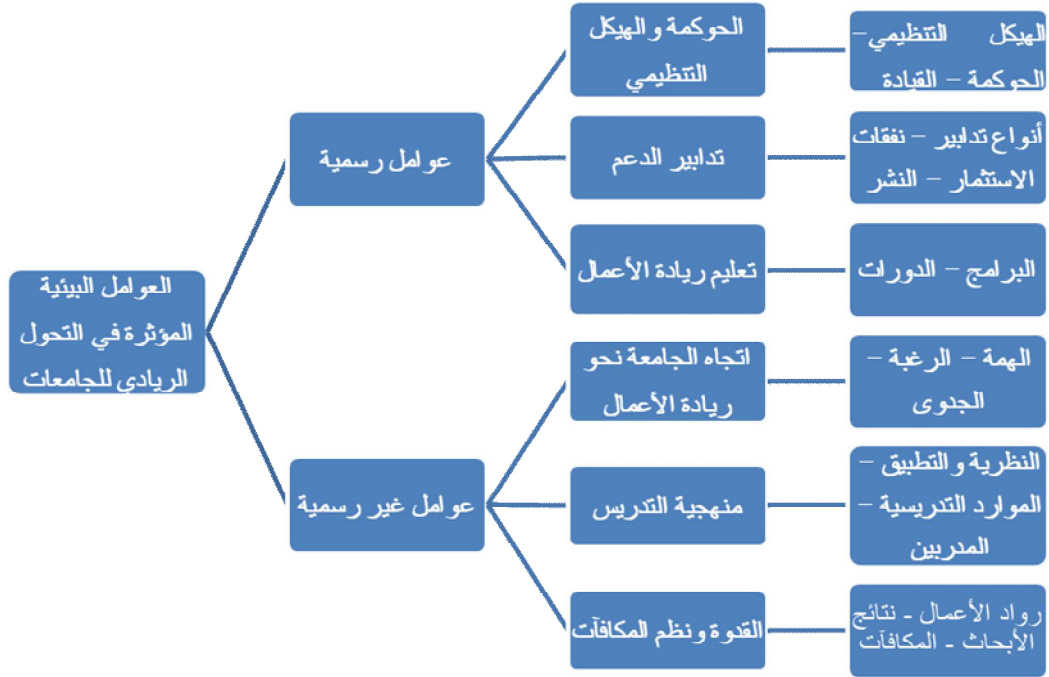 العوامل البيئية
المؤثرة في التحول
الريادي للجامعات
عوامل رسمية
الحوكمة والهيكل
التنظيمي
الهيكل التنظيمي–
الحوكمة – القيادة
تدابير الدعم
أنواع تدابير – نفقات
الاستثمار – النشر
تعليم ريادة الأعمال
البرامج – الدورات
عوامل غير رسمية
اتجاه الجامعة نحو
ريادة الأعمال
الهمة – الرغبة –
الجدوى
منهجية التدريس
النظرية والتطبيق –
الموارد التدريسية –
المدربين
القدوة ونظم المكافآت
رواد الأعمال - نتائج
الأبحاث - المكافآت